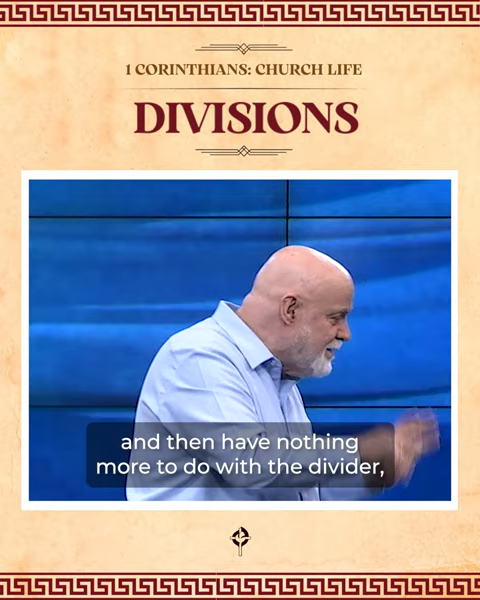 1 CORINTHIANS: CHURCH LIFE
DIVISIONS
and then have nothing
more to do with the divider,